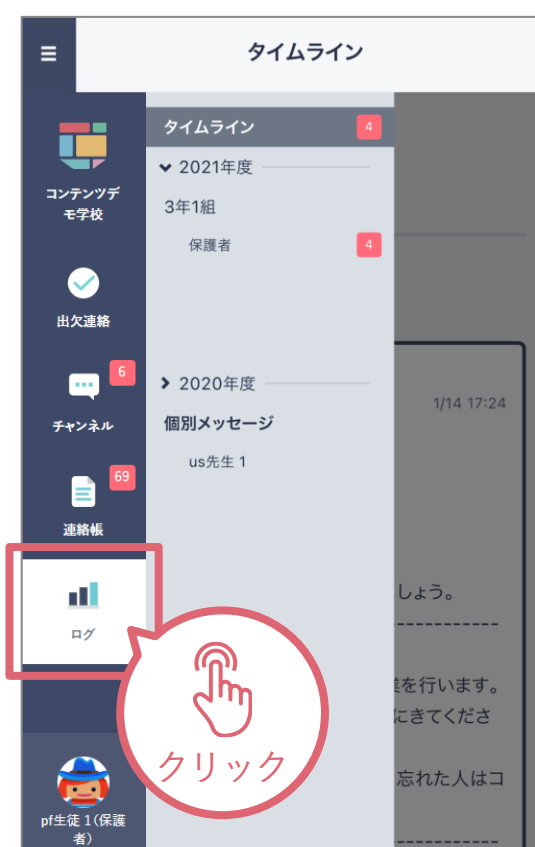 タイムライン
コンテンツデ
モ学校
出欠連絡
6
チャンネル
69
連絡帳
ログ
pf生徒 1(保護
者)
タイムライン 4
2021年度
3年1組
保護者 4
2020年度
個別メッセージ
us先生 1
クリック
1/14 17:24
しょう。
-----------
を行います。
にきてくださ
忘れた人はコ
-----------